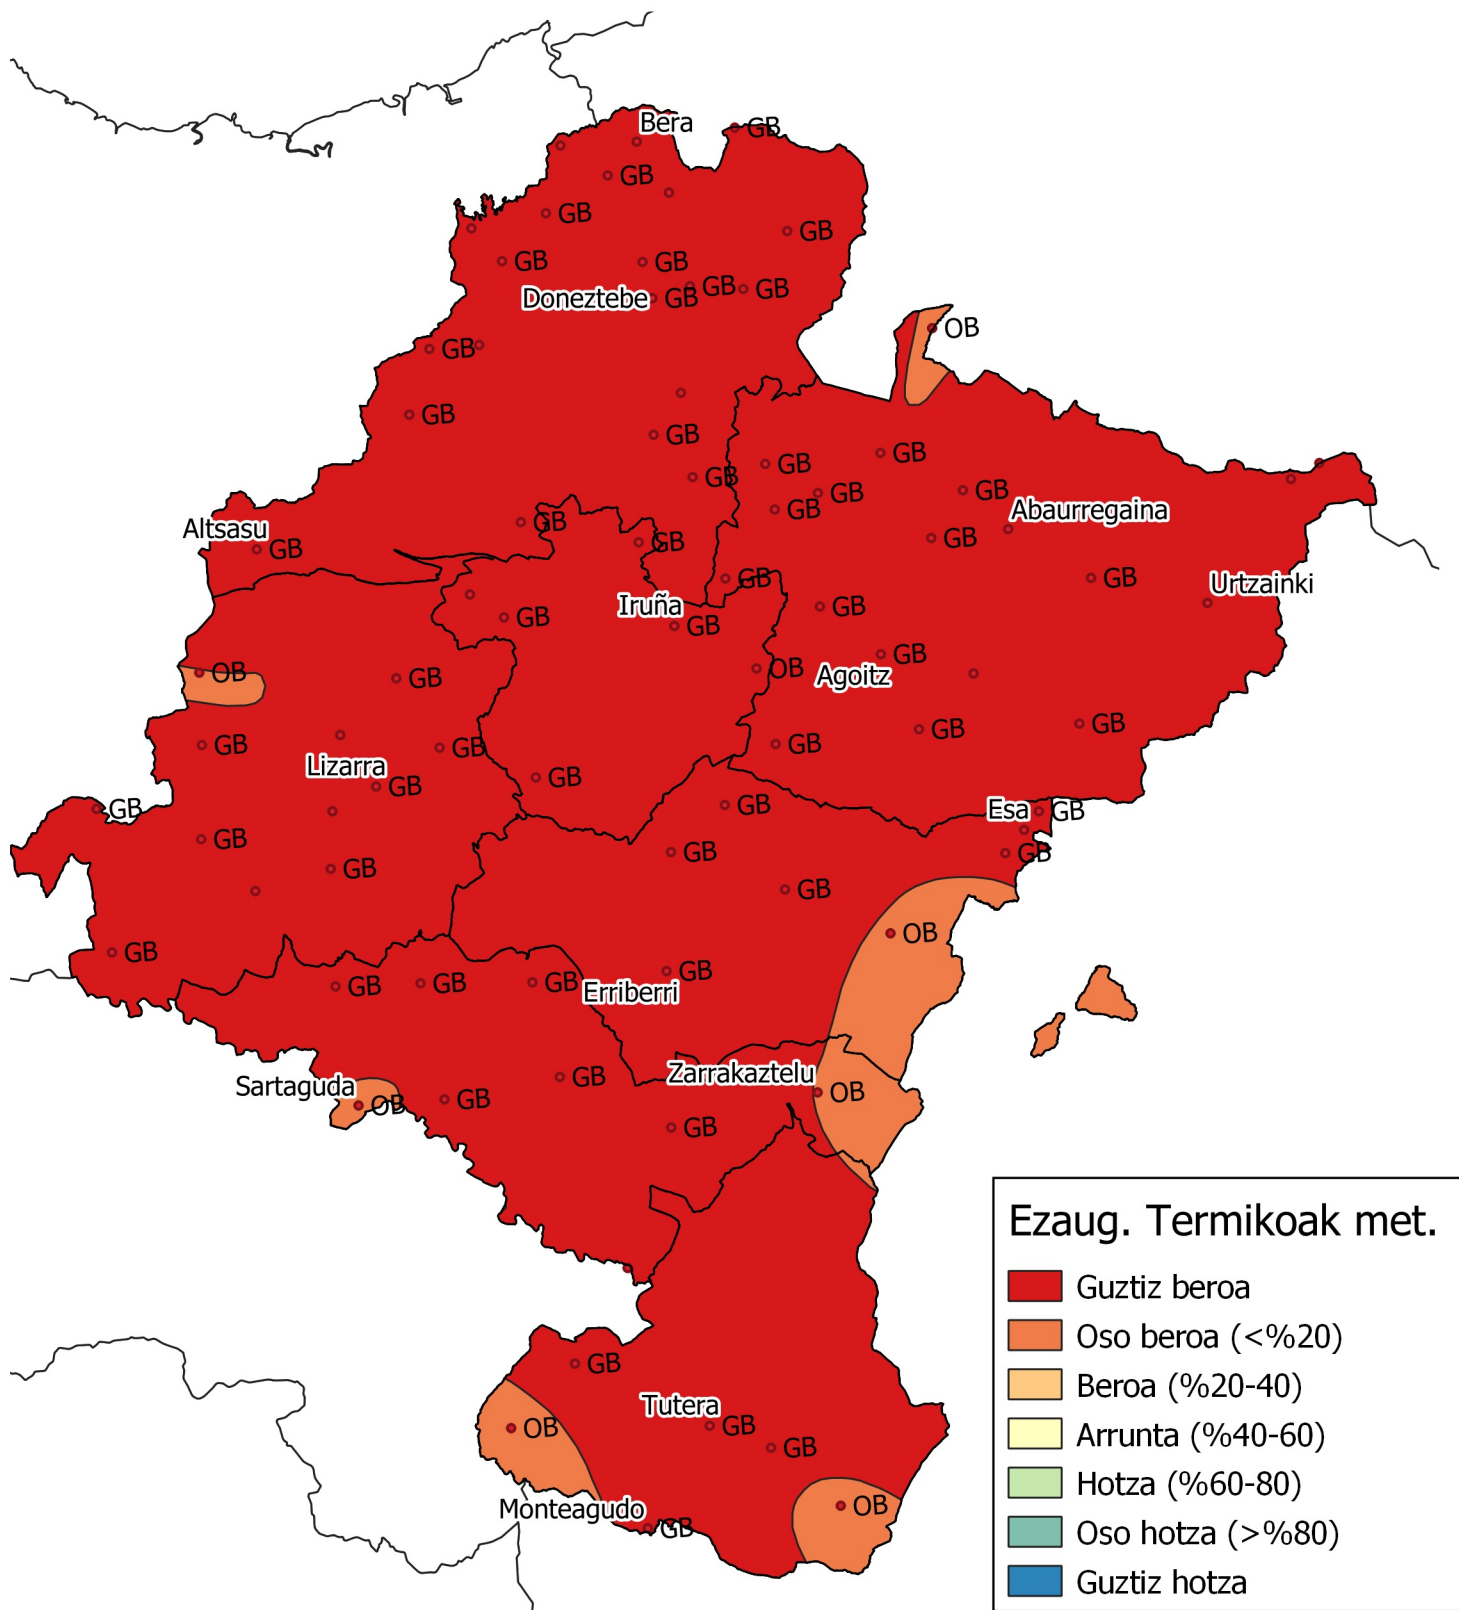 Bera
GB
GB
GB
GB
GB
GB
GB
GB
Doneztebe
GB
OB
GB
GB
GB
GB
GB
GB
GB
GB
GB
GB
Abaurregaina
Altsasu
GB
GB
GB
GB
GB
GB
Urtzainki
Iruña
GB
GB
GB
GB
OB
GB
OB
Agoitz
GB
GB
GB
GB
GB
Lizarra
GB
GB
GB
GB
Esa
GB
GB
GB
GB
GB
GB
OB
GB
GB
GB
GB
GB
Erriberri
Zarrakaztelu
GB
Sartaguda
OB
GB
OB
GB
Ezaug. Termikoak met.
Guztiz beroa
Oso beroa (<%20)
Beroa (%20-40)
Arrunta (%40-60)
Hotza (%60-80)
Oso hotza (>%80)
Guztiz hotza
GB
Tutera
GB
OB
GB
Monteagudo
GB
OB